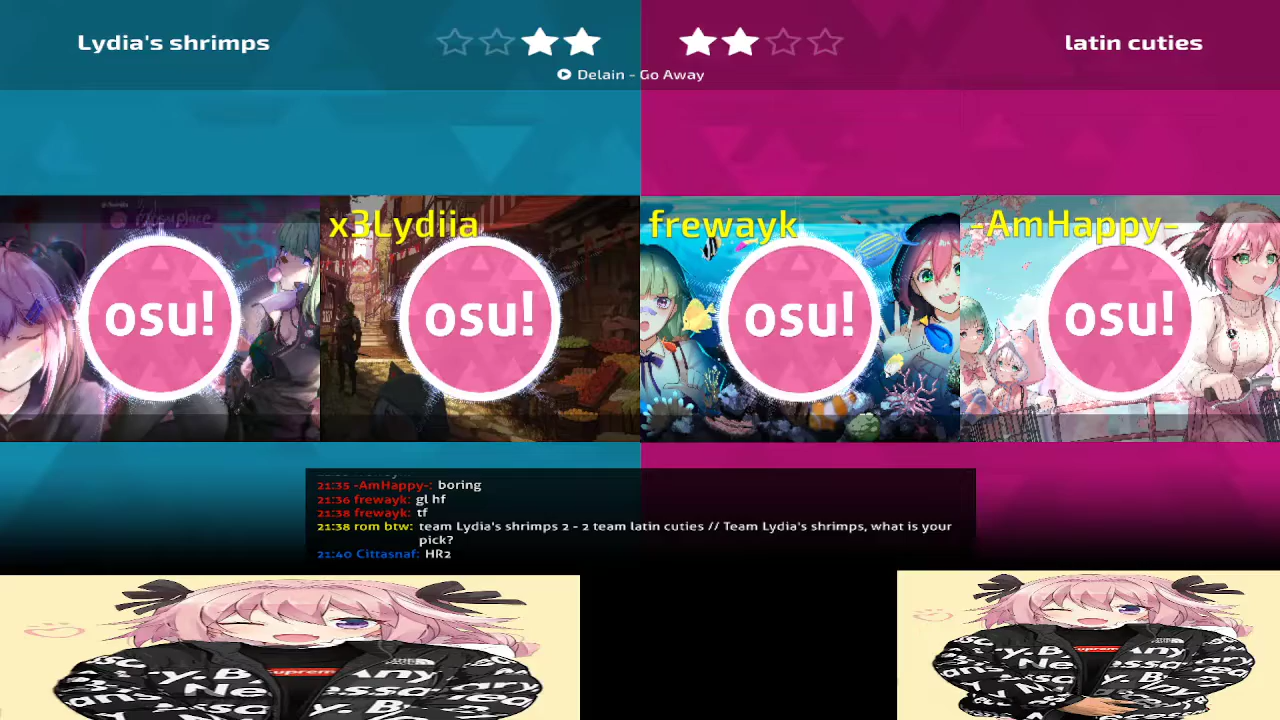 Lydia's shrimps
latin cuties
Delain - Go Away
x3Lydiia
frewayk
-AmHappy-
osu!
osu!
osu!
osu!
21:35 -AmHappy-: boring
21:36 frewayk: gl hf
21:38 frewayk: tf
21:38 rom btw: team Lydia's shrimps 2 - 2 team latin cuties // Team Lydia's shrimps, what is your
pick?
21:40 Cittasnaf: HR2